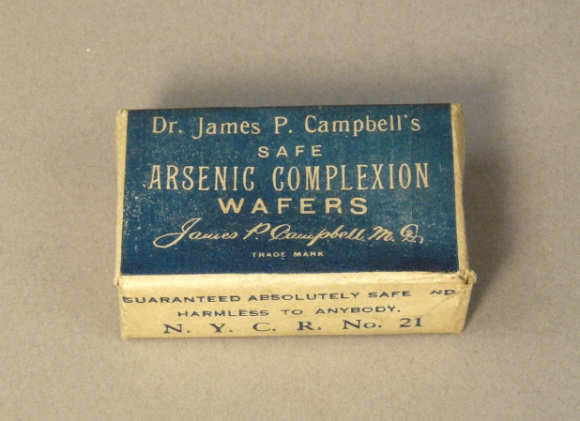 Dr. James P. Campbell's
SAFE
ARSENIC COMPLEXION
WAFERS
James P. Campbell, M.D.,
TRADE MARK
GUARANTEED ABSOLUTELY SAFE AND
HARMLESS TO ANYBODY.
N. Y. C. R. No. 21